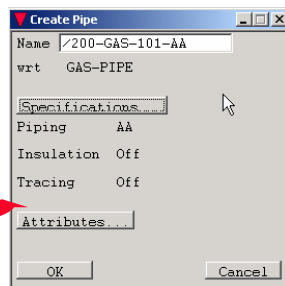 Create Pipe
Name /200-GAS-101-AA
wrt GAS-PIPE
Specifications......
Piping AA
Insulation Off
Tracing Off
Attributes...
OK Cancel